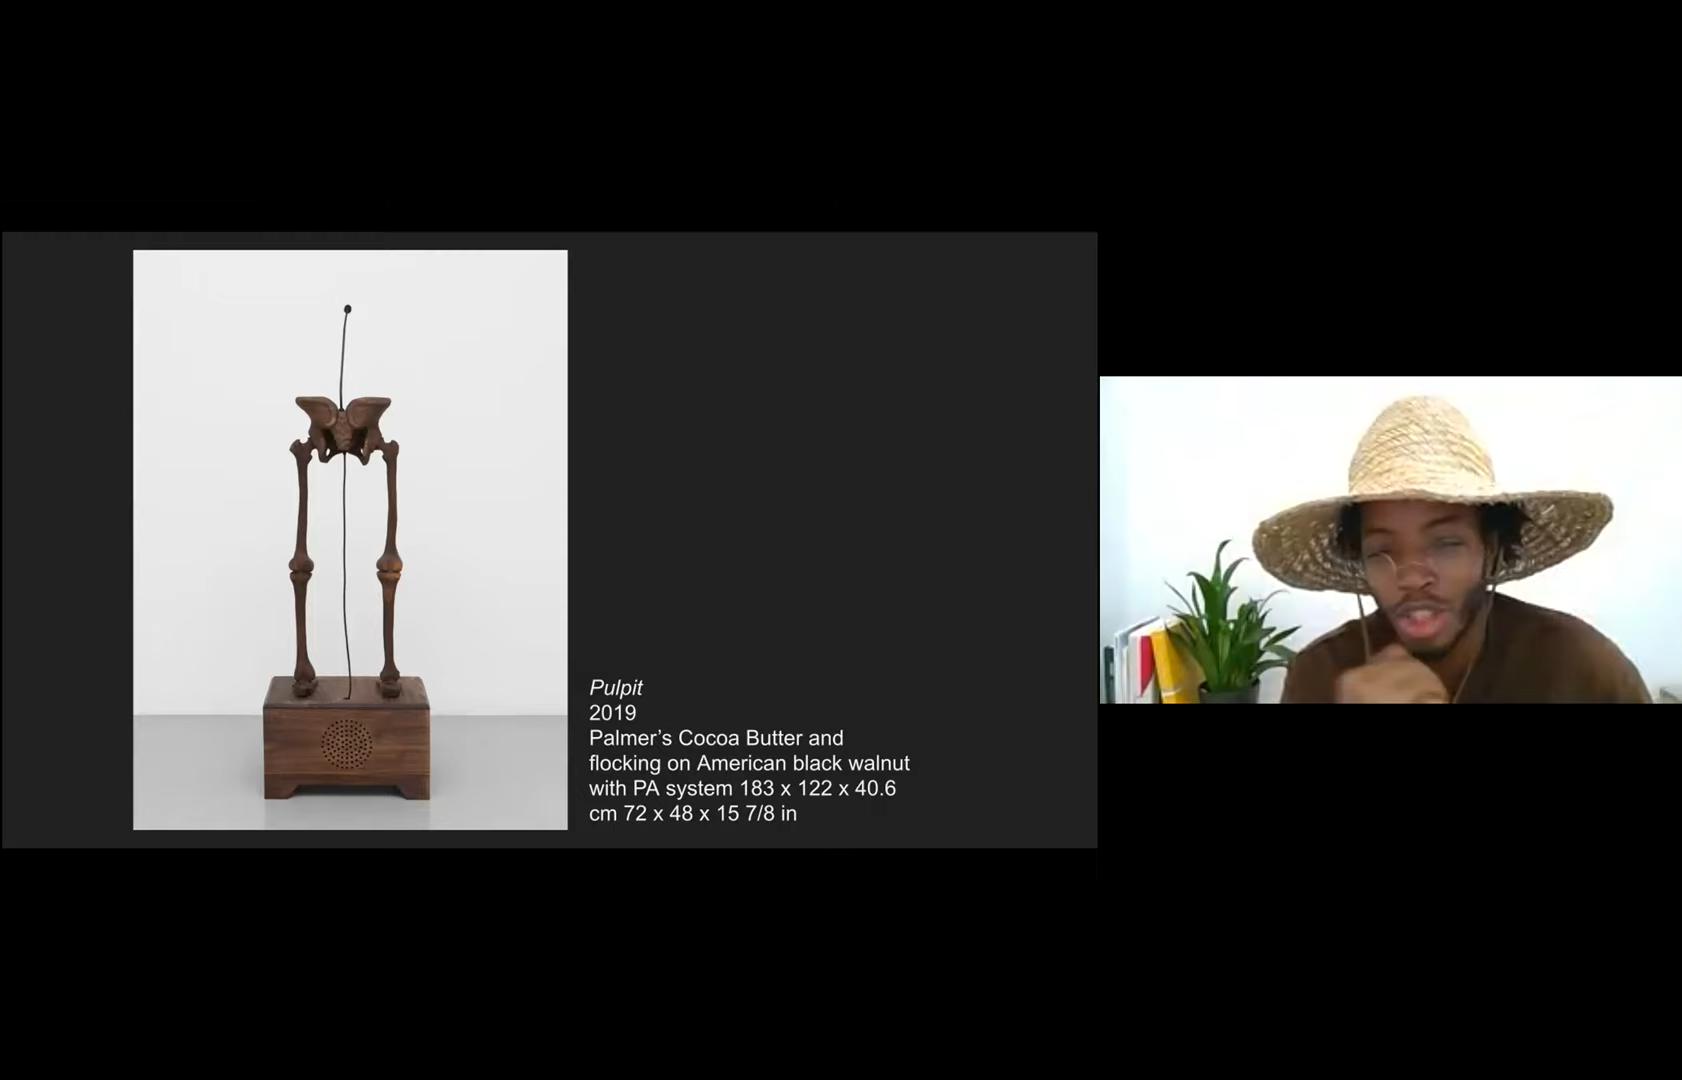 Pulpit
2019
Palmer’s Cocoa Butter and
flocking on American black walnut
with PA system 183 x 122 x 40.6
cm 72 x 48 x 15 7/8 in